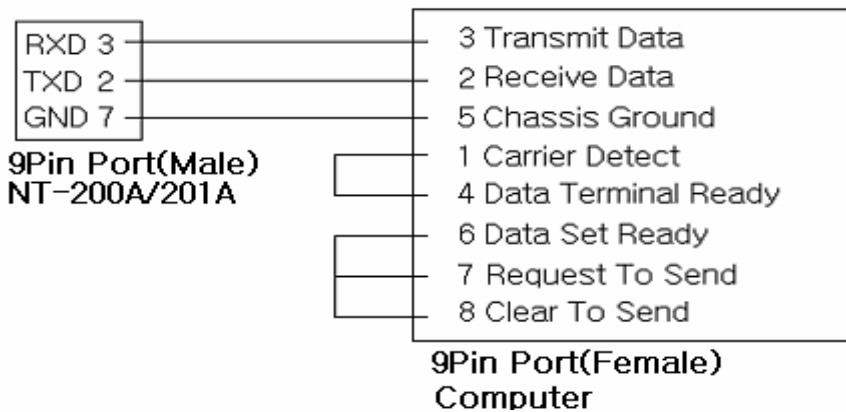 RXD 3
TXD 2
GND 7
9Pin Port(Male)
NT-200A/201A
3 Transmit Data
2 Receive Data
5 Chassis Ground
1 Carrier Detect
4 Data Terminal Ready
6 Data Set Ready
7 Request To Send
8 Clear To Send
9Pin Port(Female)
Computer